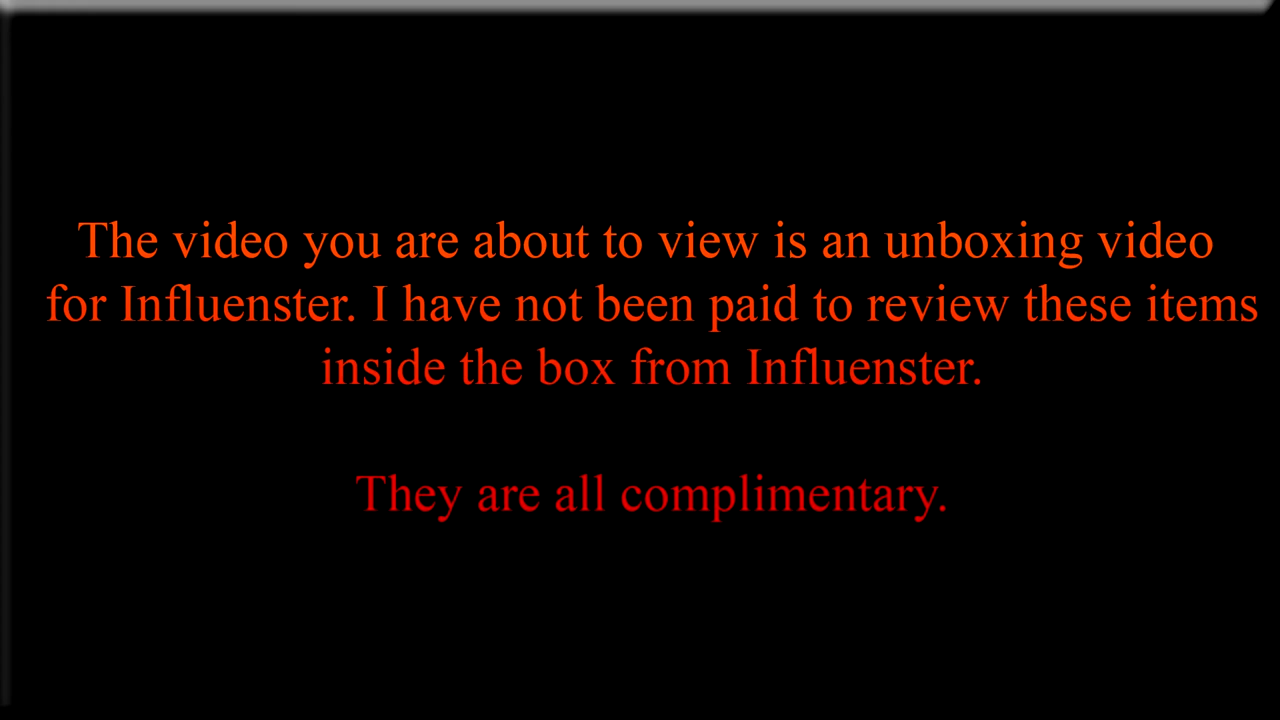 The video you are about to view is an unboxing video
for Influenster. I have not been paid to review these items
inside the box from Influenster.
They are all complimentary.